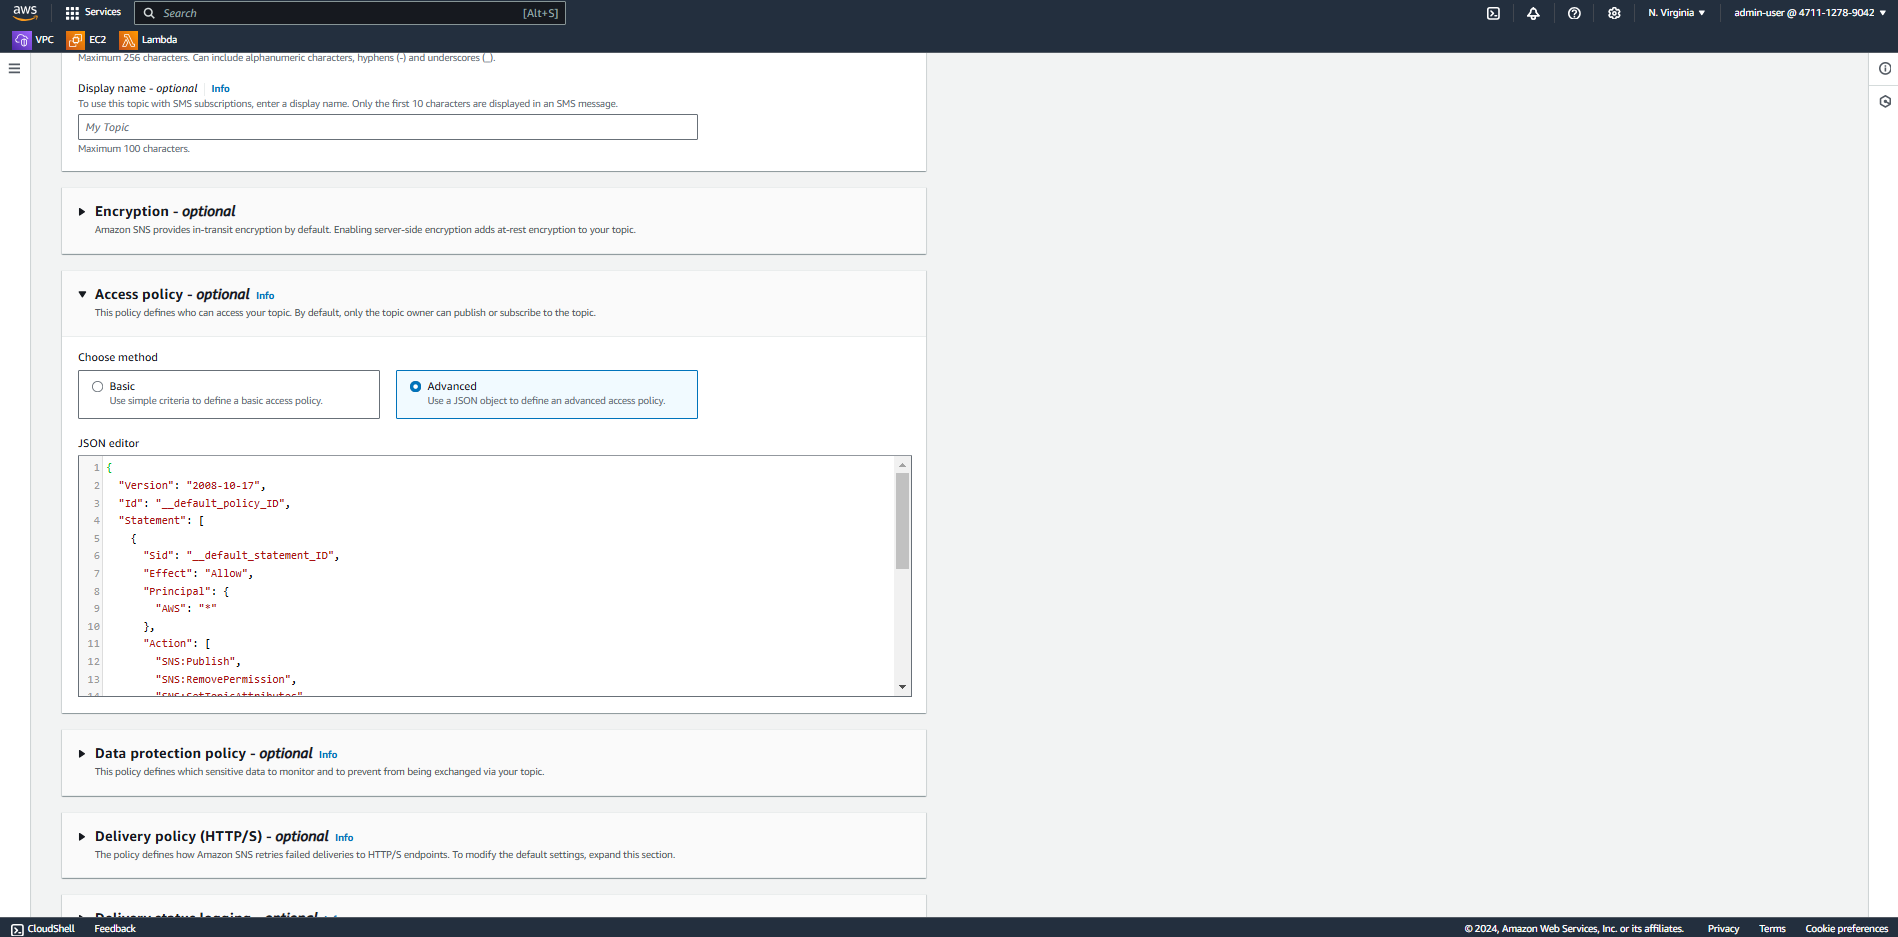 aws Services Search [Alt+S] N. Virginia ▼ admin-user @ 4711-1278-9042 ▼
VPC EC2 Lambda
Maximum 256 characters. Can include alphanumeric characters, hyphens (-) and underscores (_).
Display name - optional Info
To use this topic with SMS subscriptions, enter a display name. Only the first 10 characters are displayed in an SMS message.
My Topic
Maximum 100 characters.
Encryption - optional
Amazon SNS provides in-transit encryption by default. Enabling server-side encryption adds at-rest encryption to your topic.
Access policy - optional Info
This policy defines who can access your topic. By default, only the topic owner can publish or subscribe to the topic.
Choose method
Basic
Use simple criteria to define a basic access policy.
Advanced
Use a JSON object to define an advanced access policy.
JSON editor
1 {
2 "Version": "2008-10-17",
3 "Id": "__default_policy_ID",
4 "Statement": [
5 {
6 "Sid": "__default_statement_ID",
7 "Effect": "Allow",
8 "Principal": {
9 "AWS": "*"
10 },
11 "Action": [
12 "SNS:Publish",
13 "SNS:RemovePermission",
14 "SNS:SetTopicAttributes"
Data protection policy - optional Info
This policy defines which sensitive data to monitor and to prevent from being exchanged via your topic.
Delivery policy (HTTP/S) - optional Info
The policy defines how Amazon SNS retries failed deliveries to HTTP/S endpoints. To modify the default settings, expand this section.
Delivery status logging - optional Info
CloudShell Feedback © 2024, Amazon Web Services, Inc. or its affiliates. Privacy Terms Cookie preferences